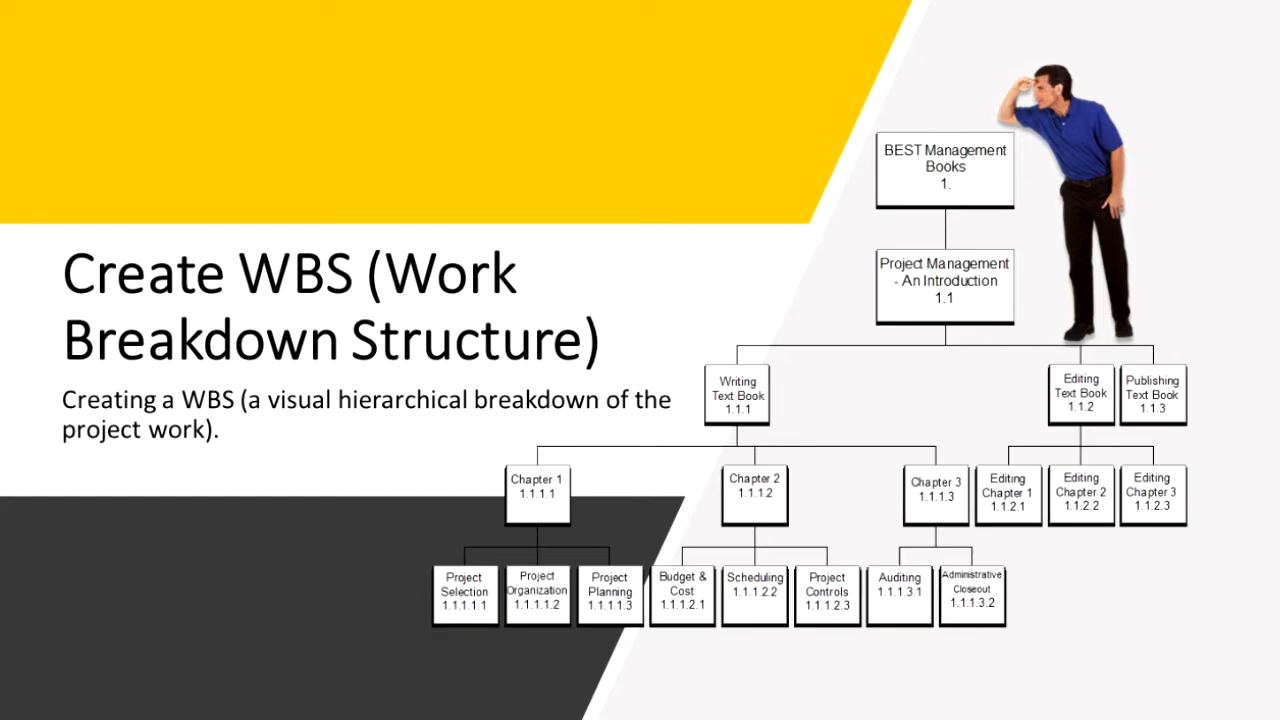 Create WBS (Work
Breakdown Structure)
Creating a WBS (a visual hierarchical breakdown of the
project work).
BEST Management
Books
1.
Project Management
- An Introduction
1.1
Writing
Text Book
1.1.1
Editing
Text Book
1.1.2
Publishing
Text Book
1.1.3
Chapter 1
1.1.1.1
Chapter 2
1.1.1.2
Chapter 3
1.1.1.3
Editing
Chapter 1
1.1.2.1
Editing
Chapter 2
1.1.2.2
Editing
Chapter 3
1.1.2.3
Project
Selection
1.1.1.1.1
Project
Organization
1.1.1.1.2
Project
Planning
1.1.1.1.3
Budget &
Cost
1.1.1.2.1
Scheduling
1.1.1.2.2
Project
Controls
1.1.1.2.3
Auditing
1.1.1.3.1
Administrative
Closeout
1.1.1.3.2